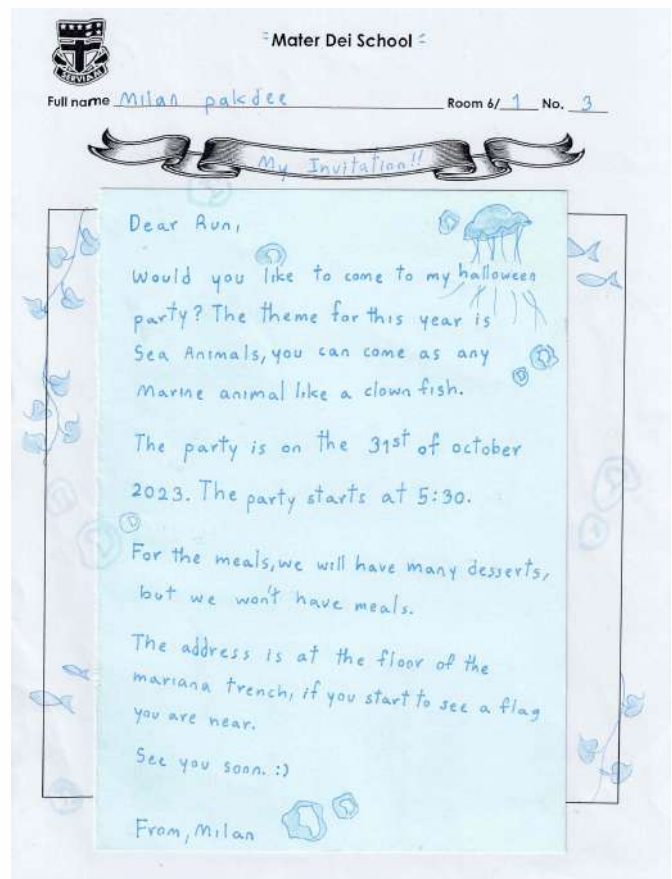 SERVIAM
Mater Dei School
Full name Milan pakdee Room 6/ 1 No. 3
My Invitation!!
Dear Run,
Would you like to come to my halloween
party? The theme for this year is
Sea Animals, you can come as any
Marine animal like a clown fish.
The party is on the 31st of october
2023. The party starts at 5:30.
For the meals, we will have many desserts,
but we won't have meals.
The address is at the floor of the
mariana trench, if you start to see a flag
you are near.
See you soon. :)
From, Milan